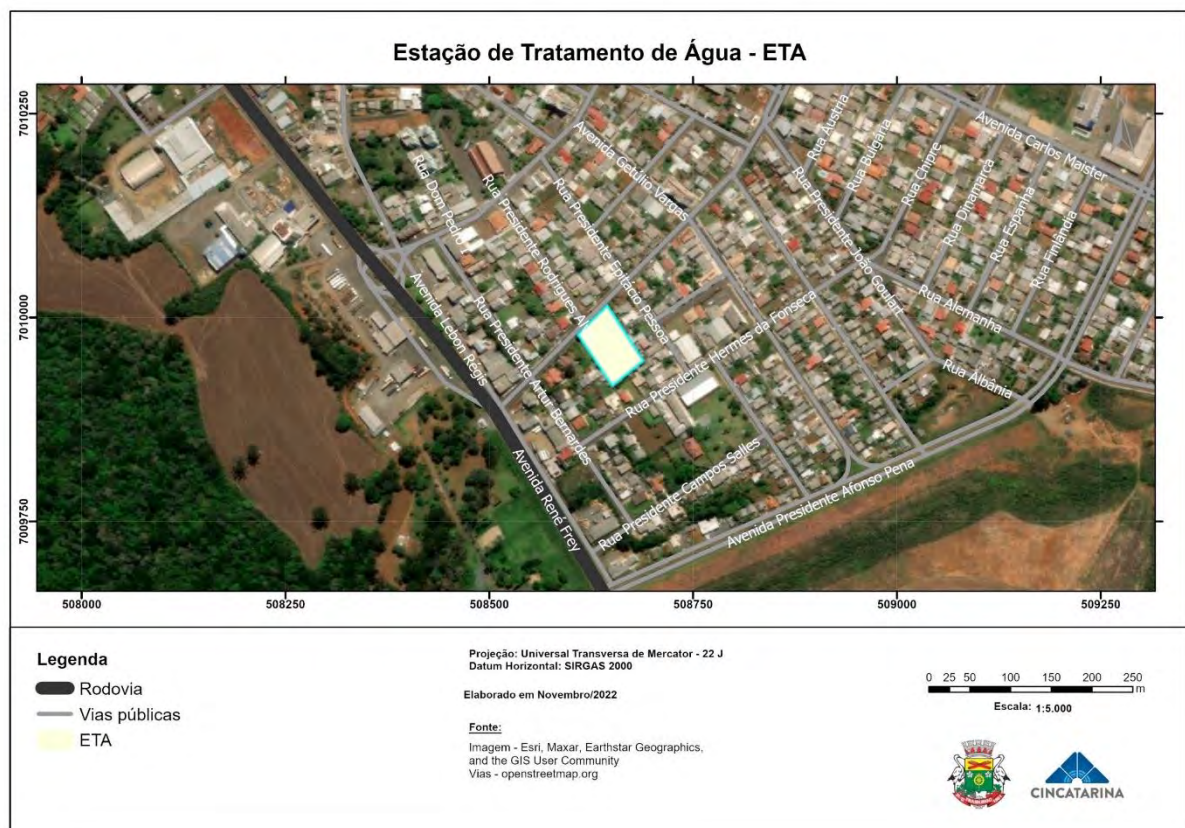 Estação de Tratamento de Água - ETA
7010250
7010000
7009750
Rua Dom Pedro I
Rua Presidente Rodrigues Al
Rua Presidente Epitácio Pessoa
Avenida Getúlio Vargas
Rua Presidente João Goulart
Rua Áustria
Rua Bulgária
Rua Chipre
Rua Dinamarca
Rua Espanha
Rua Finlândia
Avenida Carlos Maister
Rua Alemanha
Rua Albânia
Avenida Lebon Régis
Rua Presidente Artur Bernardes
Rua Presidente Hermes da Fonseca
Avenida René Frey
Rua Presidente Campos Salles
Avenida Presidente Afonso Pena
508000 508250 508500 508750 509000 509250
Legenda
Rodovia
Vias públicas
ETA
Projeção: Universal Transversa de Mercator - 22 J
Datum Horizontal: SIRGAS 2000
Elaborado em Novembro/2022
Fonte:
Imagem - Esri, Maxar, Earthstar Geographics,
and the GIS User Community
Vias - openstreetmap.org
0 25 50 100 150 200 250
m
Escala: 1:5.000
CINCATARINA